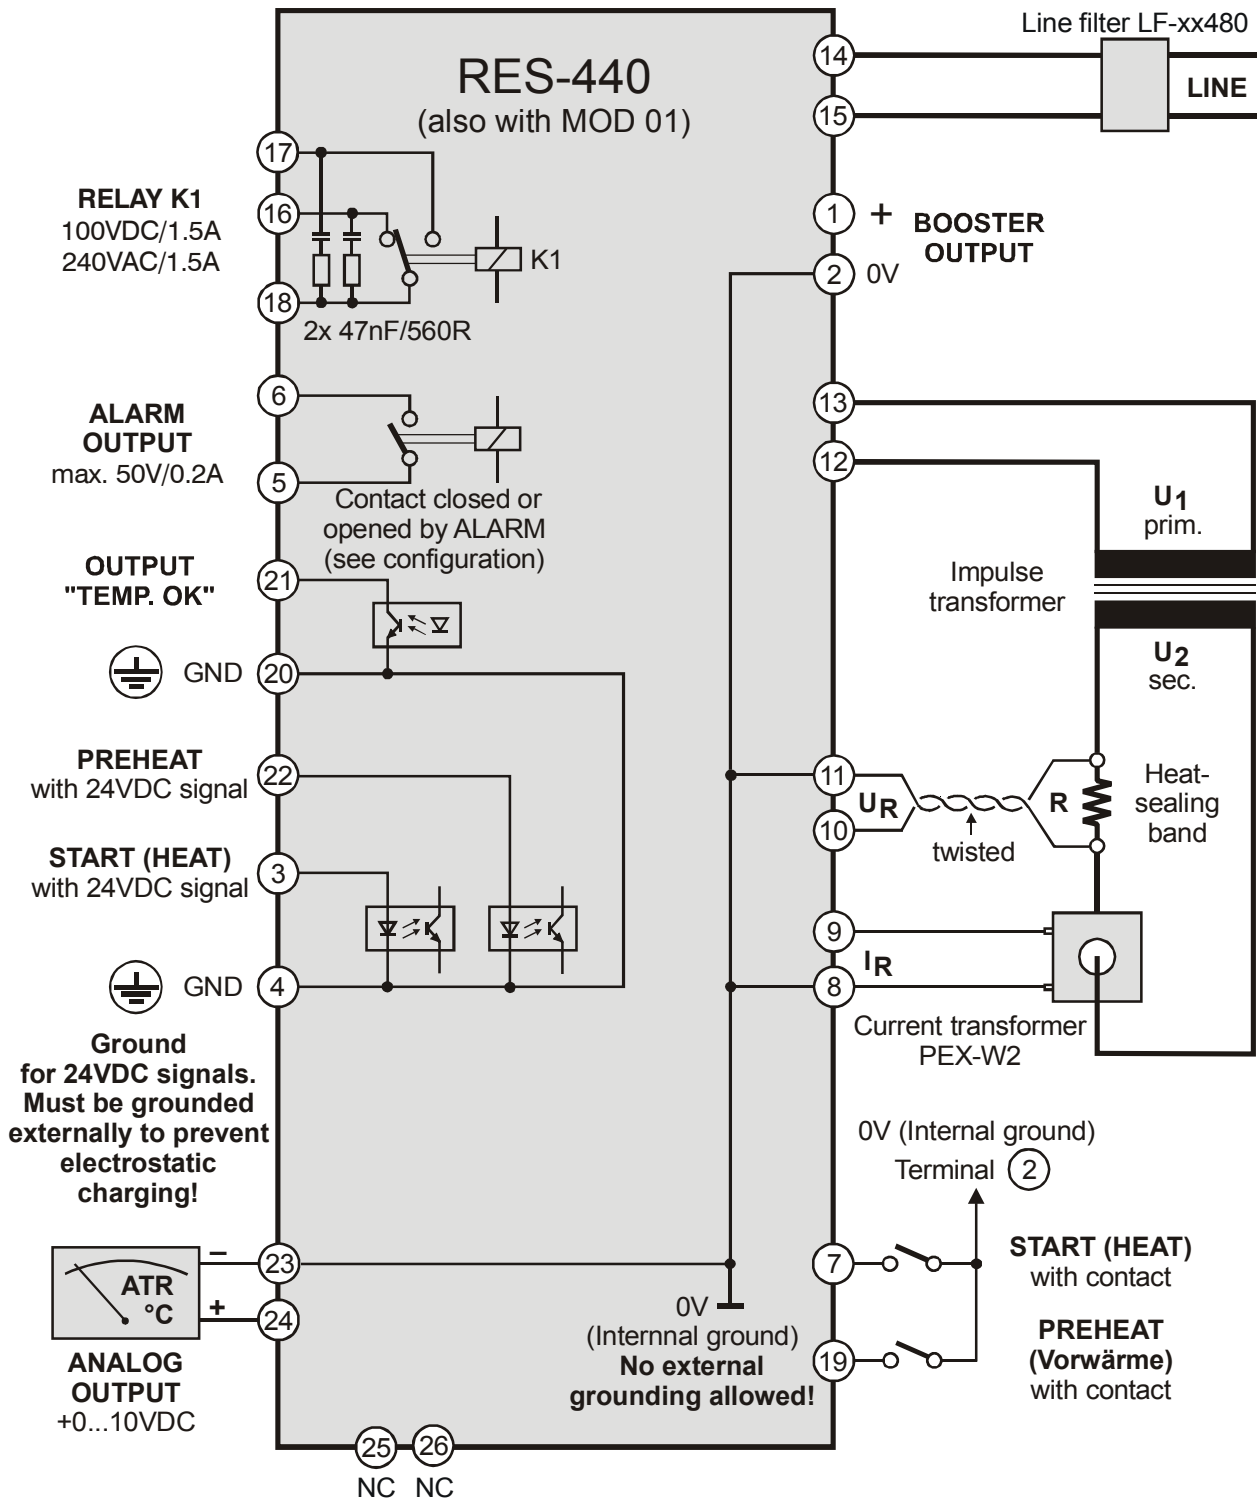 Line filter LF-xx480
RES-440
(also with MOD 01)
14
LINE
15
17
RELAY K1
100VDC/1.5A
240VAC/1.5A
16
K1
18
2x 47nF/560R
1
+
BOOSTER
OUTPUT
2
0V
6
ALARM
OUTPUT
max. 50V/0.2A
5
Contact closed or
opened by ALARM
(see configuration)
13
12
U1
prim.
Impulse
transformer
U2
sec.
OUTPUT
"TEMP. OK"
21
GND
20
PREHEAT
with 24VDC signal
22
START (HEAT)
with 24VDC signal
3
GND
4
Ground
for 24VDC signals.
Must be grounded
externally to prevent
electrostatic
charging!
11
UR
10
twisted
R
Heat-
sealing
band
9
IR
8
Current transformer
PEX-W2
0V (Internal ground)
Terminal 2
7
START (HEAT)
with contact
19
PREHEAT
(Vorwärme)
with contact
ATR
°C
–
23
+
24
ANALOG
OUTPUT
+0...10VDC
0V
(Internnal ground)
No external
grounding allowed!
25
26
NC
NC